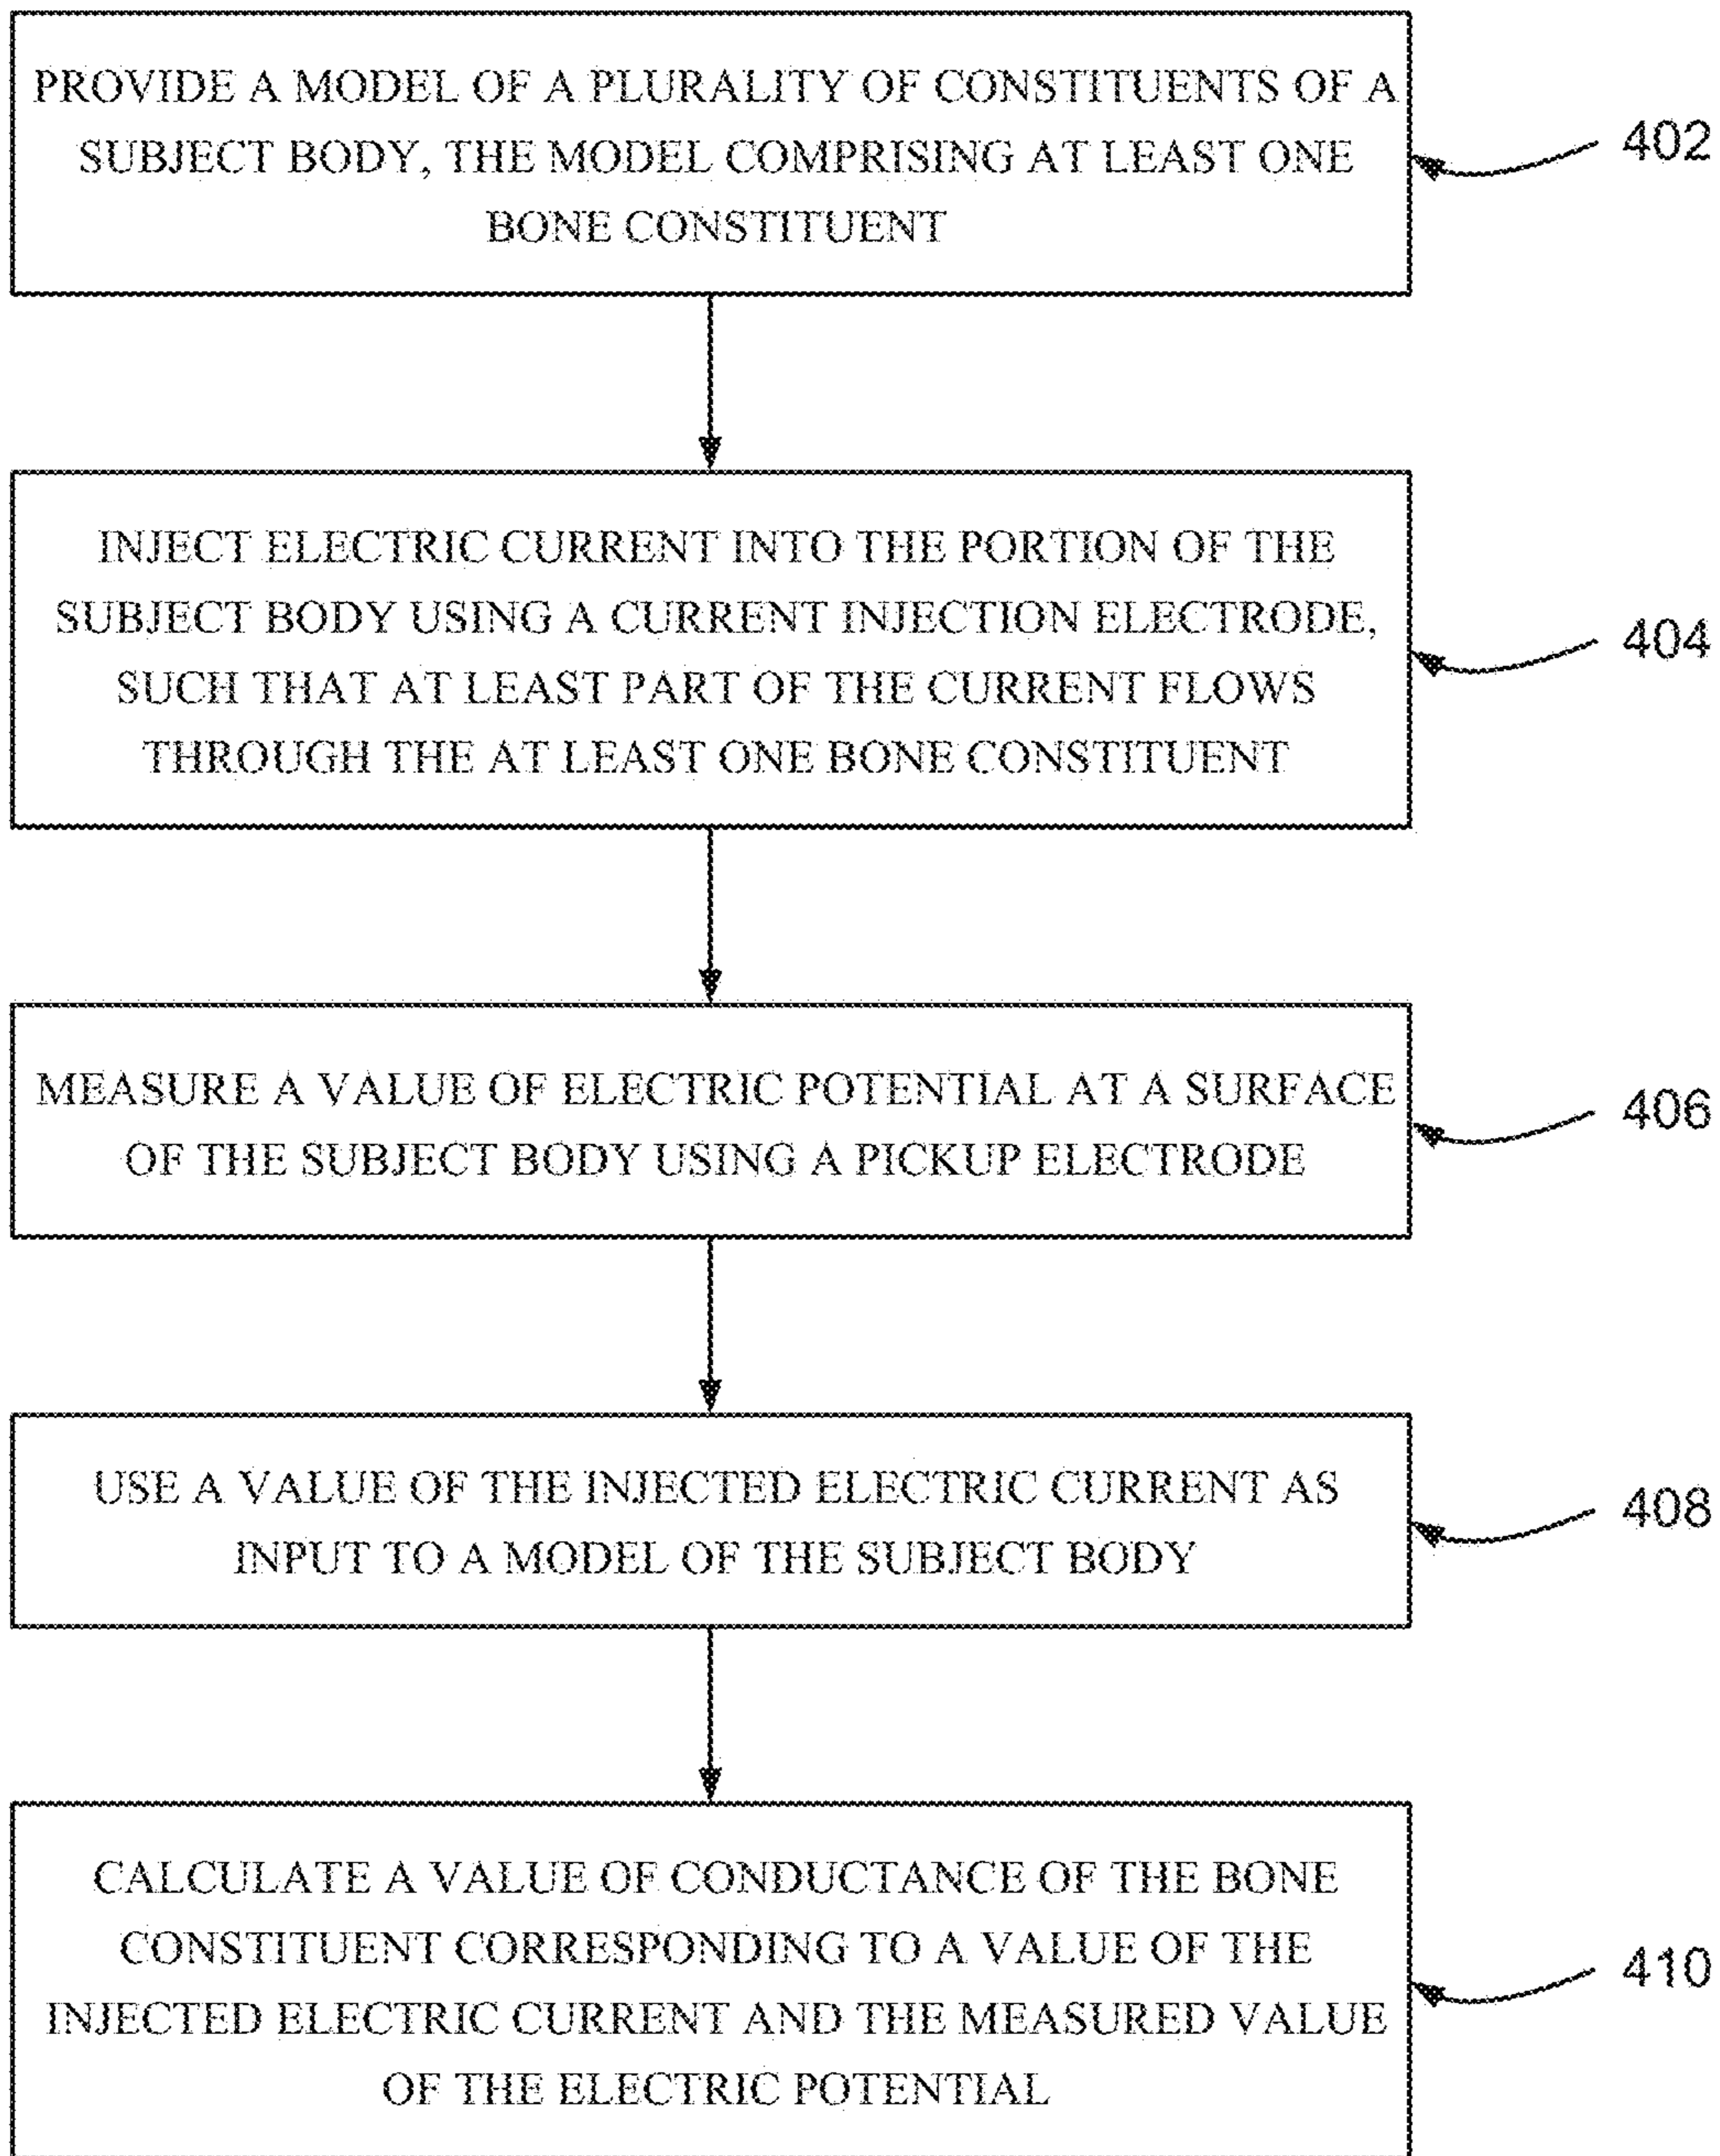 PROVIDE A MODEL OF A PLURALITY OF CONSTITUENTS OF A
SUBJECT BODY, THE MODEL COMPRISING AT LEAST ONE
BONE CONSTITUENT
402
INJECT ELECTRIC CURRENT INTO THE PORTION OF THE
SUBJECT BODY USING A CURRENT INJECTION ELECTRODE,
SUCH THAT AT LEAST PART OF THE CURRENT FLOWS
THROUGH THE AT LEAST ONE BONE CONSTITUENT
404
MEASURE A VALUE OF ELECTRIC POTENTIAL AT A SURFACE
OF THE SUBJECT BODY USING A PICKUP ELECTRODE
406
USE A VALUE OF THE INJECTED ELECTRIC CURRENT AS
INPUT TO A MODEL OF THE SUBJECT BODY
408
CALCULATE A VALUE OF CONDUCTANCE OF THE BONE
CONSTITUENT CORRESPONDING TO A VALUE OF THE
INJECTED ELECTRIC CURRENT AND THE MEASURED VALUE
OF THE ELECTRIC POTENTIAL
410